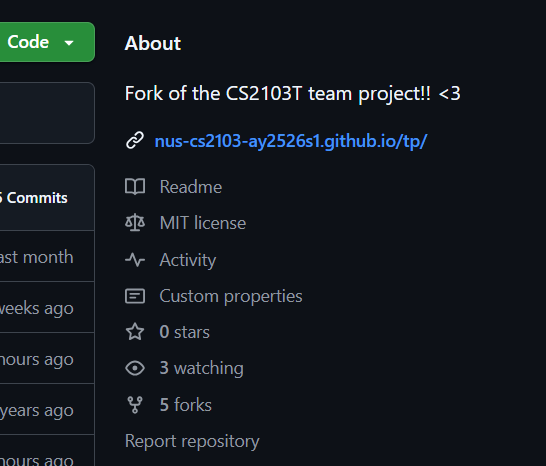 Code
About
Fork of the CS2103T team project!! <3
nus-cs2103-ay2526s1.github.io/tp/
Readme
Commits
MIT license
last month
Activity
weeks ago
Custom properties
0 stars
hours ago
3 watching
years ago
5 forks
Report repository
hours ago